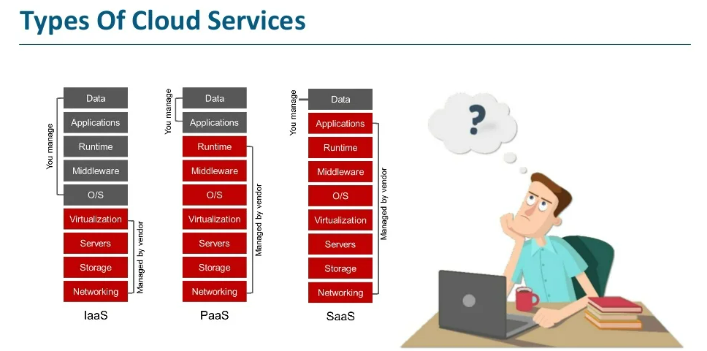 Types Of Cloud Services
You manage
Data
Applications
Runtime
Middleware
O/S
Virtualization
Servers
Storage
Networking
Managed by vendor
IaaS
You manage
Data
Applications
Runtime
Middleware
O/S
Virtualization
Servers
Storage
Networking
Managed by vendor
PaaS
You manage
Data
Applications
Runtime
Middleware
O/S
Virtualization
Servers
Storage
Networking
Managed by vendor
SaaS
?